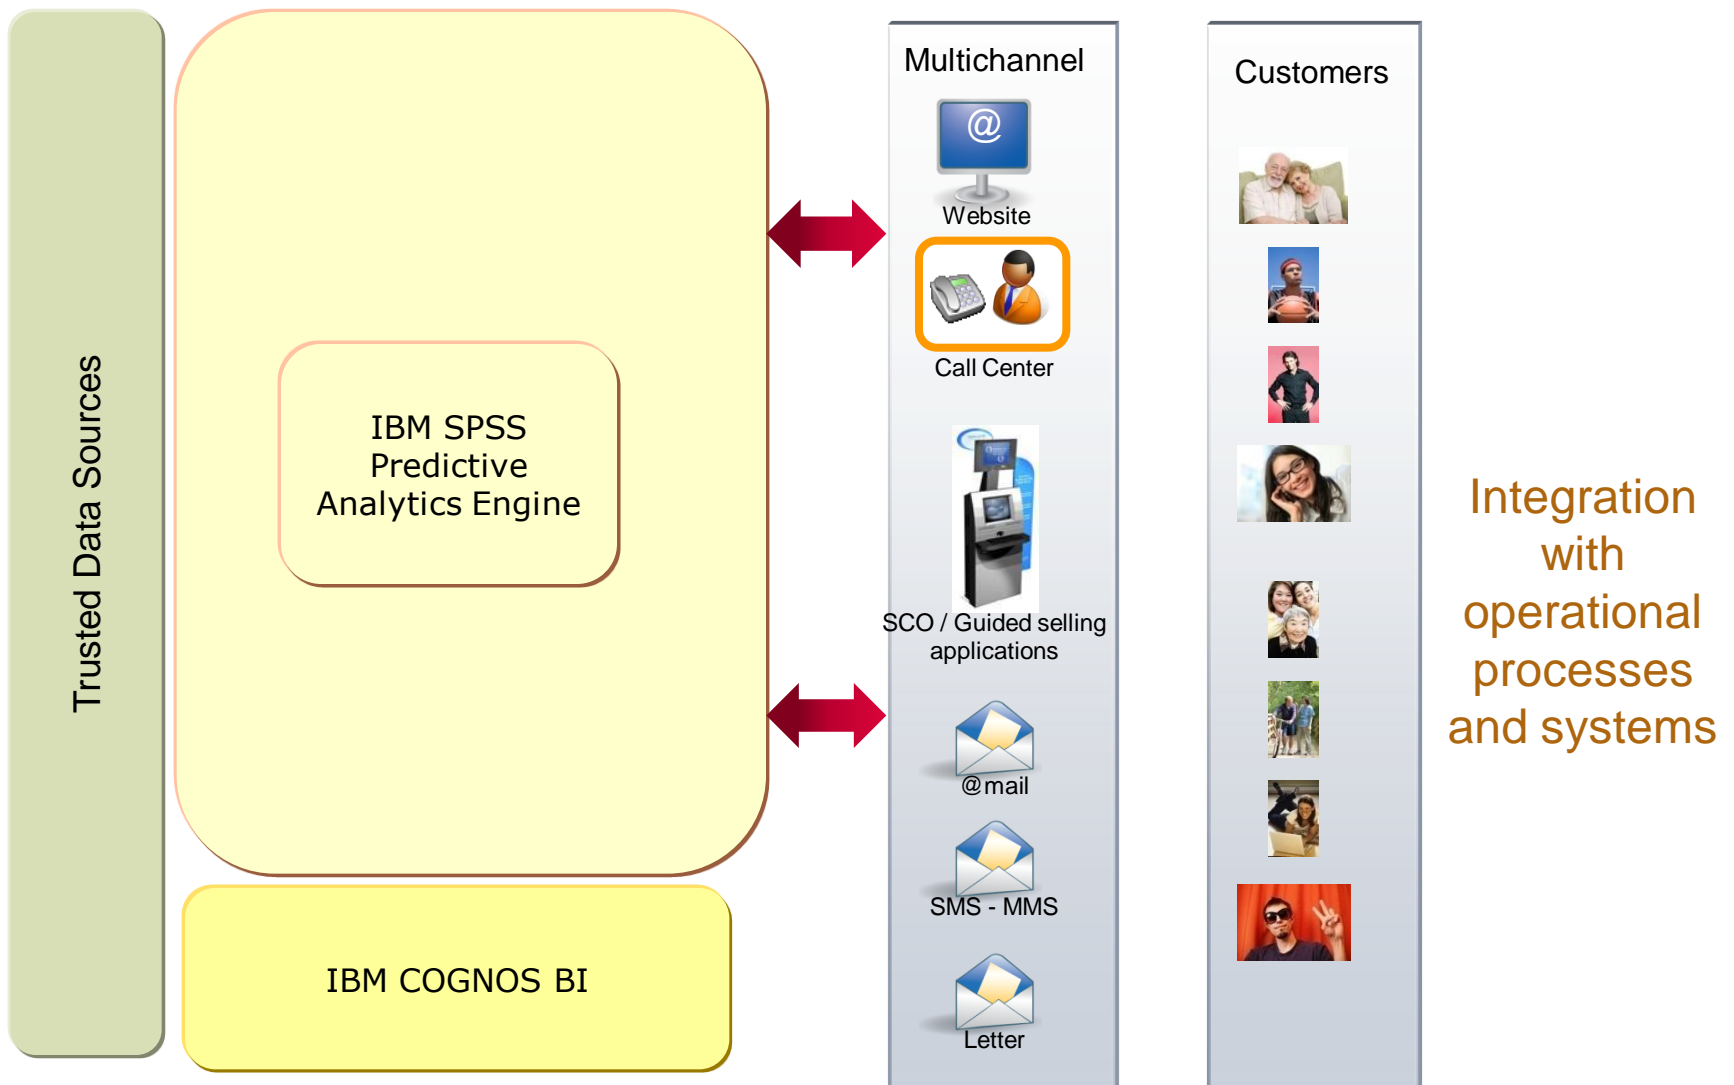 Trusted Data Sources
IBM SPSS
Predictive
Analytics Engine
IBM COGNOS BI
Multichannel
@
Website
Call Center
SCO / Guided selling
applications
@mail
SMS - MMS
Letter
Customers
Integration
with
operational
processes
and systems